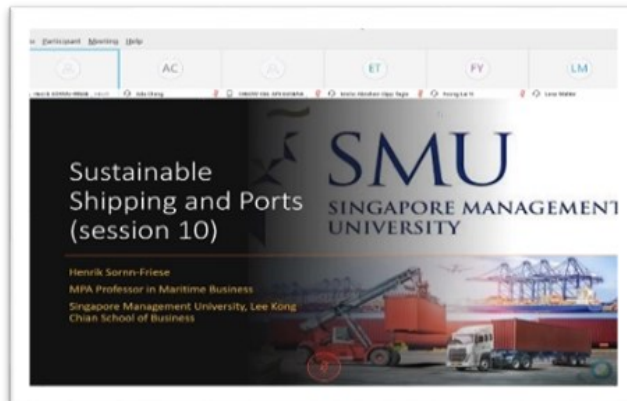 Participant Meeting Help
AC
ET
FY
LM
Sustainable
Shipping and Ports
(session 10)
SMU
SINGAPORE MANAGEMENT
UNIVERSITY
Henrik Sornn-Friese
MPA Professor in Maritime Business
Singapore Management University, Lee Kong
Chian School of Business